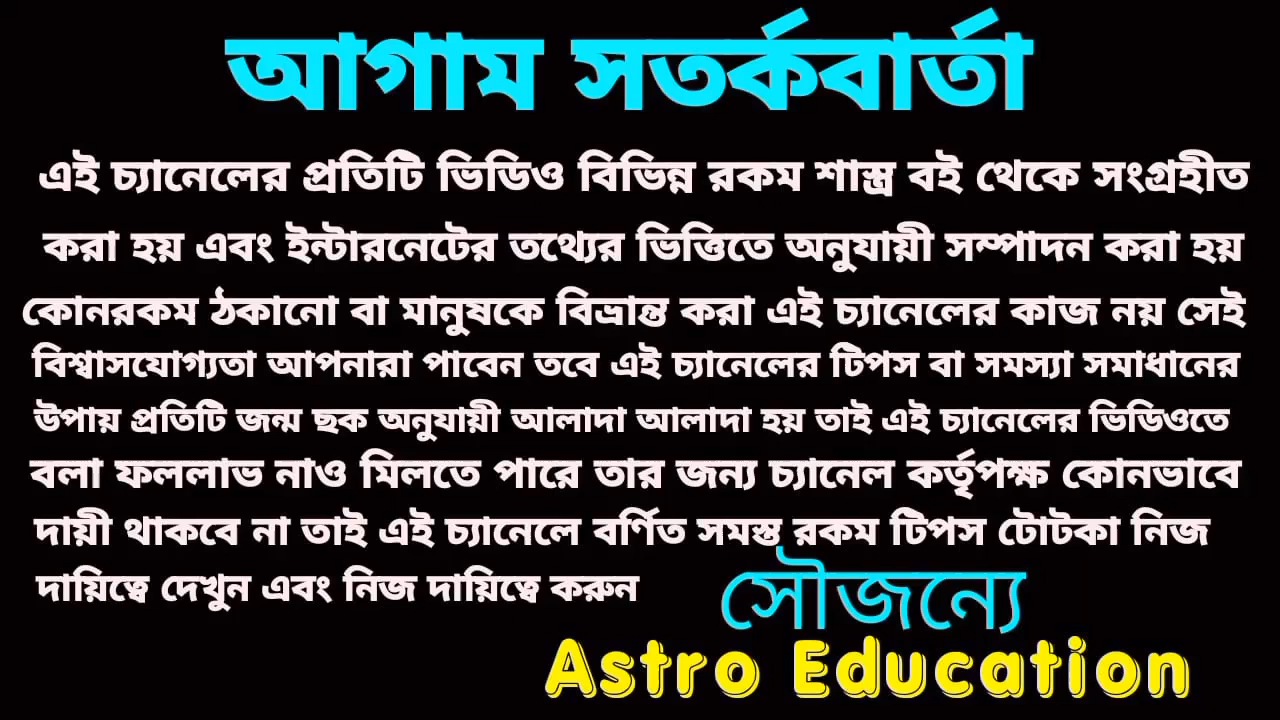 আগাম সতর্কবার্তা
এই চ্যানেলের প্রতিটি ভিডিও বিভিন্ন রকম শাস্ত্র বই থেকে সংগ্রহীত
করা হয় এবং ইন্টারনেটের তথ্যের ভিত্তিতে অনুযায়ী সম্পাদন করা হয়
কোনরকম ঠকানো বা মানুষকে বিভ্রান্ত করা এই চ্যানেলের কাজ নয় সেই
বিশ্বাসযোগ্যতা আপনারা পাবেন তবে এই চ্যানেলের টিপস বা সমস্যা সমাধানের
উপায় প্রতিটি জন্ম ছক অনুযায়ী আলাদা আলাদা হয় তাই এই চ্যানেলের ভিডিওতে
বলা ফললাভ নাও মিলতে পারে তার জন্য চ্যানেল কর্তৃপক্ষ কোনভাবে
দায়ী থাকবে না তাই এই চ্যানেলে বর্ণিত সমস্ত রকম টিপস টোটকা নিজ
দায়িত্বে দেখুন এবং নিজ দায়িত্বে করুন
সৌজন্যে
Astro Education